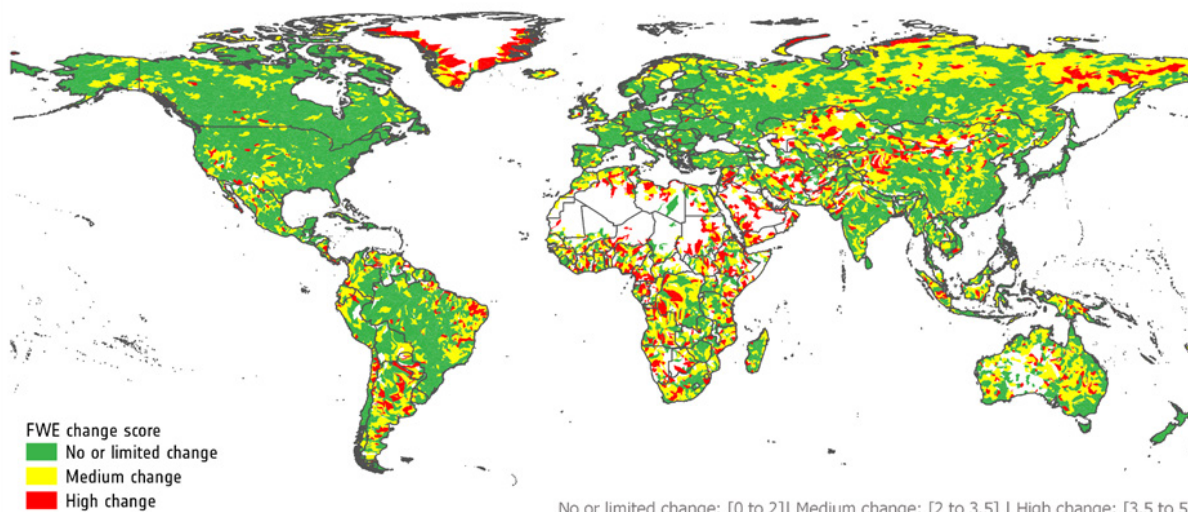 FWE change score
No or limited change
Medium change
High change
No or limited change: [0 to 2]| Medium change: [2 to 3.5] | High change: [3.5 to 5